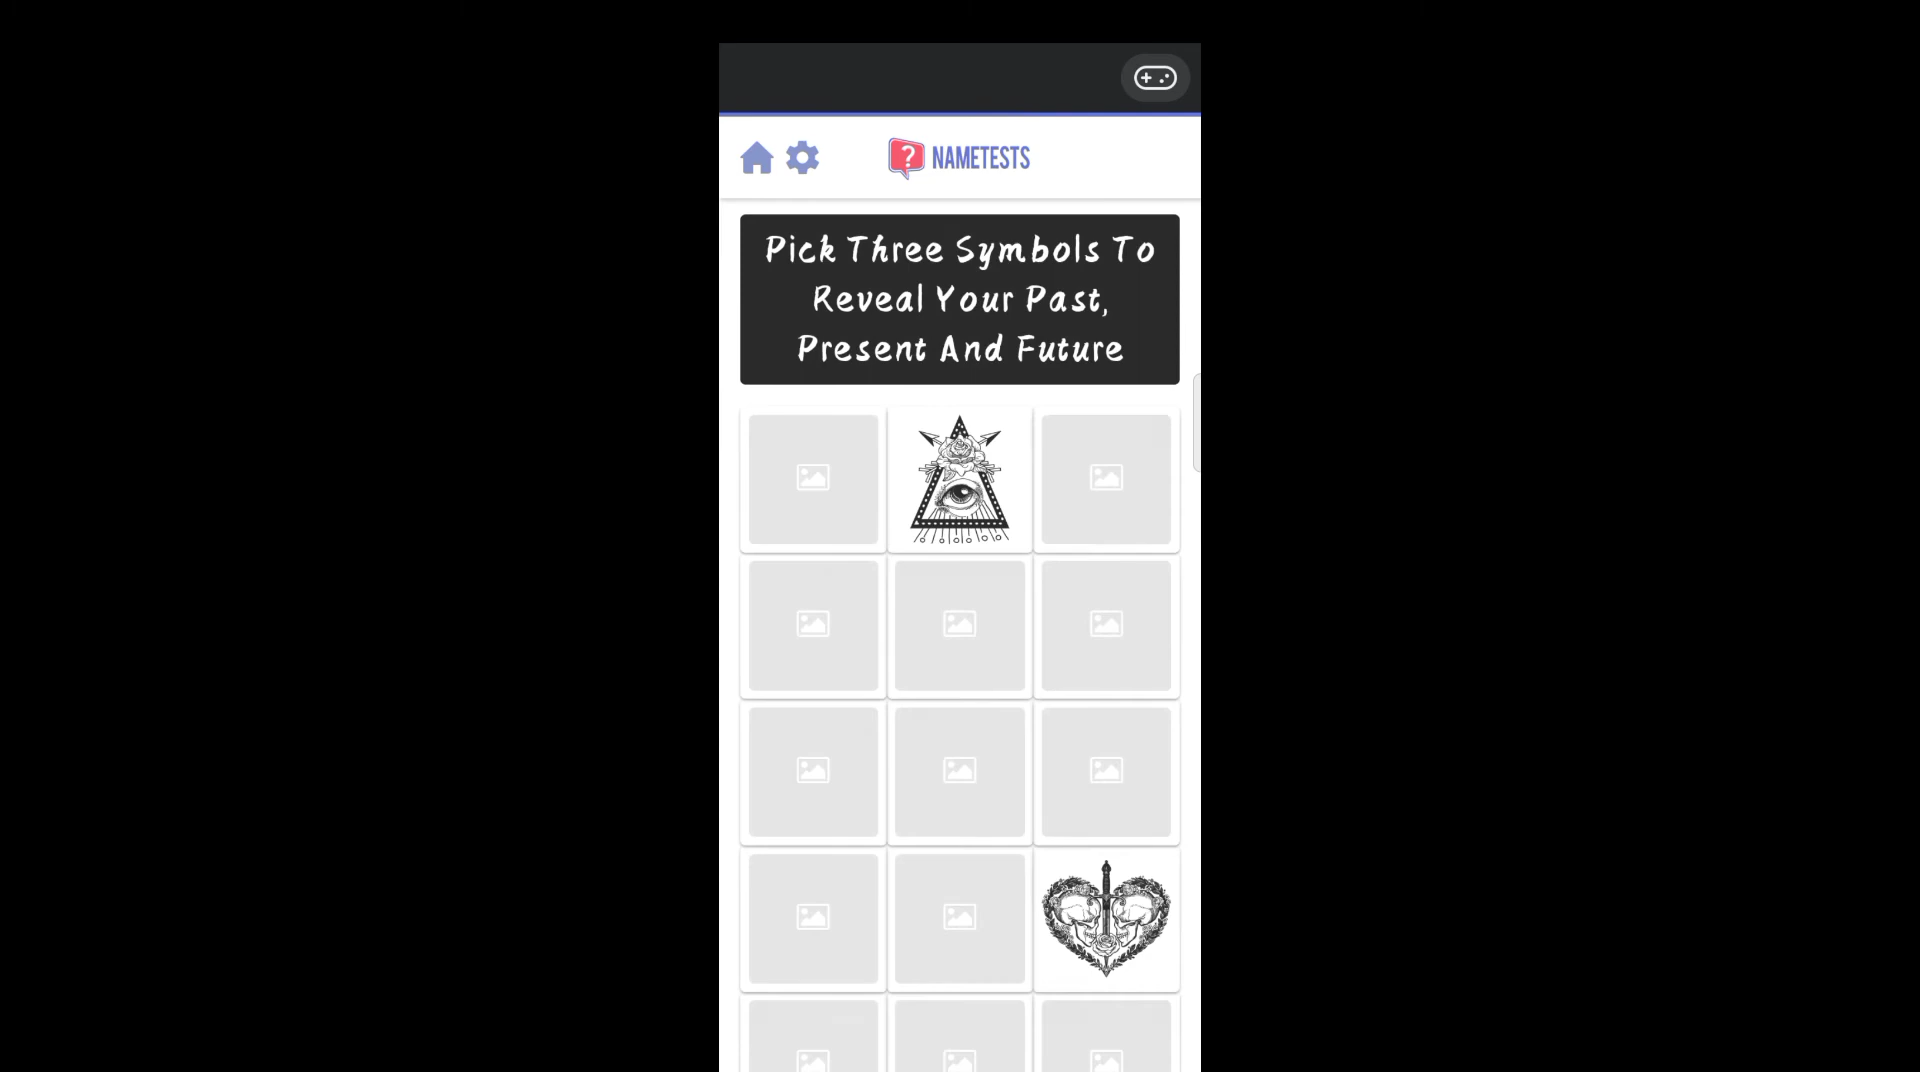 NAMETESTS
Pick Three Symbols To
Reveal Your Past,
Present And Future